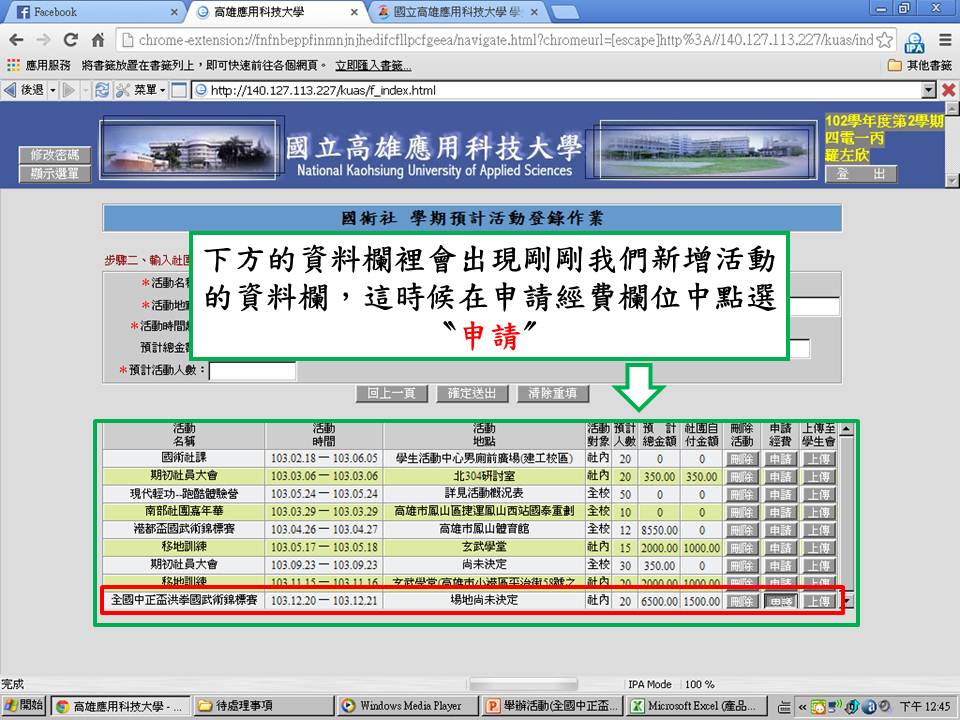 Facebook
高雄應用科技大學
國立高雄應用科技大學 學
chrome-extension://fnfnbeppfinmnjnjhedifcfllpcfgeea/navigate.html?chromeurl=[escape]http%3A//140.127.113.227/kuas/ind
IPA
應用服務 將書籤放置在書籤列上，即可快速前往各個網頁。 立即匯入書籤...
其他書籤
後退 菜單 http://140.127.113.227/kuas/f_index.html
修改密碼
顯示選單
國立高雄應用科技大學
National Kaohsiung University of Applied Sciences
102學年度第2學期
四電一丙
羅左欣
登 出
國術社 學期預計活動登錄作業
步驟二、輸入社
*活動名
*活動地
*活動時間
預計總金
*預計活動人數：
下方的資料欄裡會出現剛剛我們新增活動
的資料欄，這時候在申請經費欄位中點選
〝申請〞
回上一頁 確定送出 清除重填
活動名稱 活動時間 活動地點 活動對象 預計人數 預計總金額 社團自付金額 刪除活動 申請經費 上傳至學生會
國術社課 103.02.18 一 103.06.05 學生活動中心男廁前廣場(建工校區) 社內 20 0 0 刪除 申請 上傳
期初社員大會 103.03.06 一 103.03.06 北304研討室 社內 20 350.00 350.00 刪除 申請 上傳
現代輕功--跑酷體驗營 103.05.24 一 103.05.24 詳見活動概況表 全校 50 0 0 刪除 申請 上傳
南部社團嘉年華 103.03.29 一 103.03.29 高雄市鳳山區捷運鳳山西站國泰重劃 全校 10 0 0 刪除 申請 上傳
港都盃國武術錦標賽 103.04.26 一 103.04.27 高雄市鳳山體育館 全校 12 8550.00 0 刪除 申請 上傳
移地訓練 103.05.17 一 103.05.18 玄武學堂 社內 15 2000.00 1000.00 刪除 申請 上傳
期初社員大會 103.09.23 一 103.09.23 尚未決定 全校 30 350.00 0 刪除 申請 上傳
移地訓練 103.11.15 一 103.11.16 玄武學堂(高雄市小港區平治街58號之 社內 20 2000.00 1000.00 刪除 申請 上傳
全國中正盃洪拳國武術錦標賽 103.12.20 一 103.12.21 場地尚未決定 社內 20 6500.00 1500.00 刪除 申請 上傳
完成
IPA Mode 100 %
開始 高雄應用科技大學 - ... 待處理事項 Windows Media Player 舉辦活動(全國中正盃... Microsoft Excel (產品... 下午 12:45